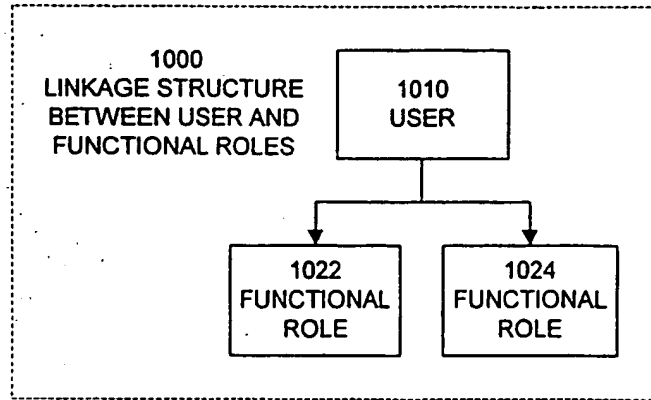 1000
LINKAGE STRUCTURE
BETWEEN USER AND
FUNCTIONAL ROLES
1010
USER
1022
FUNCTIONAL
ROLE
1024
FUNCTIONAL
ROLE